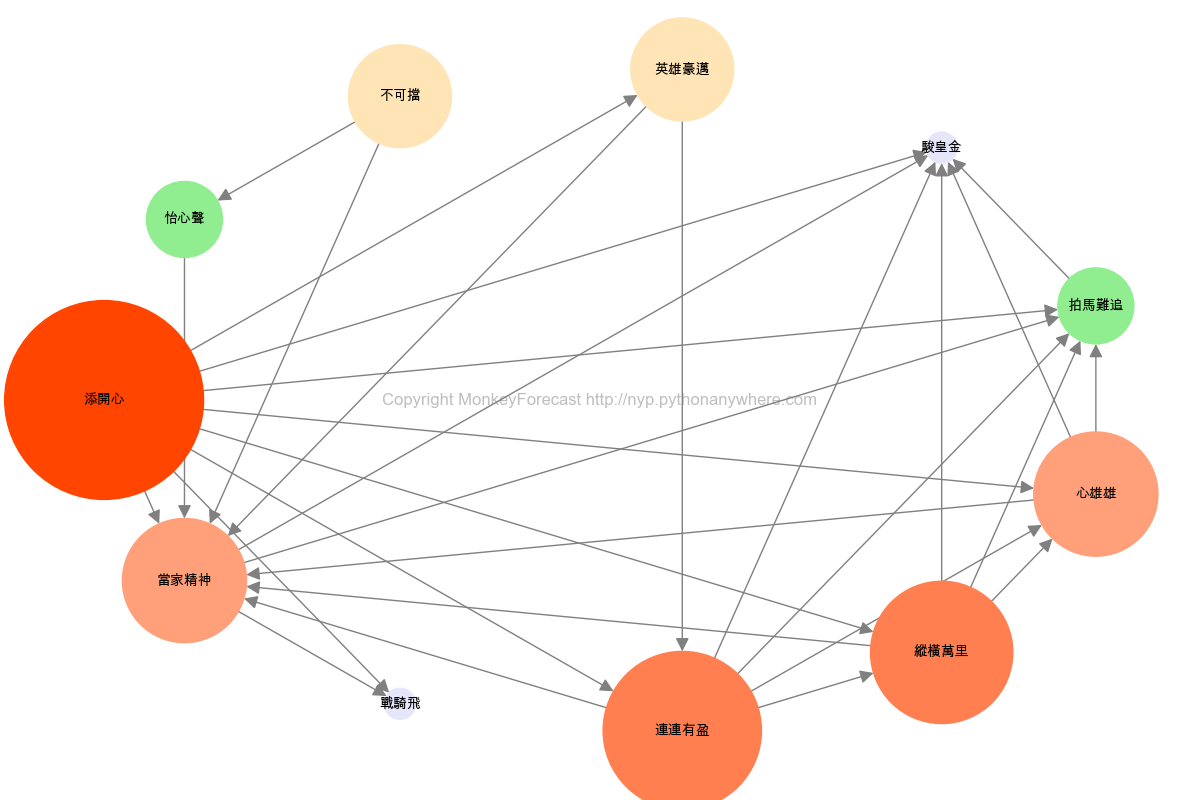 英雄豪邁
不可擋
駿皇金
怡心聲
拍馬難追
添開心
Copyright MonkeyForecast http://nyp.pythonanywhere.com
心雄雄
當家精神
縱橫萬里
戰騎飛
連連有盈